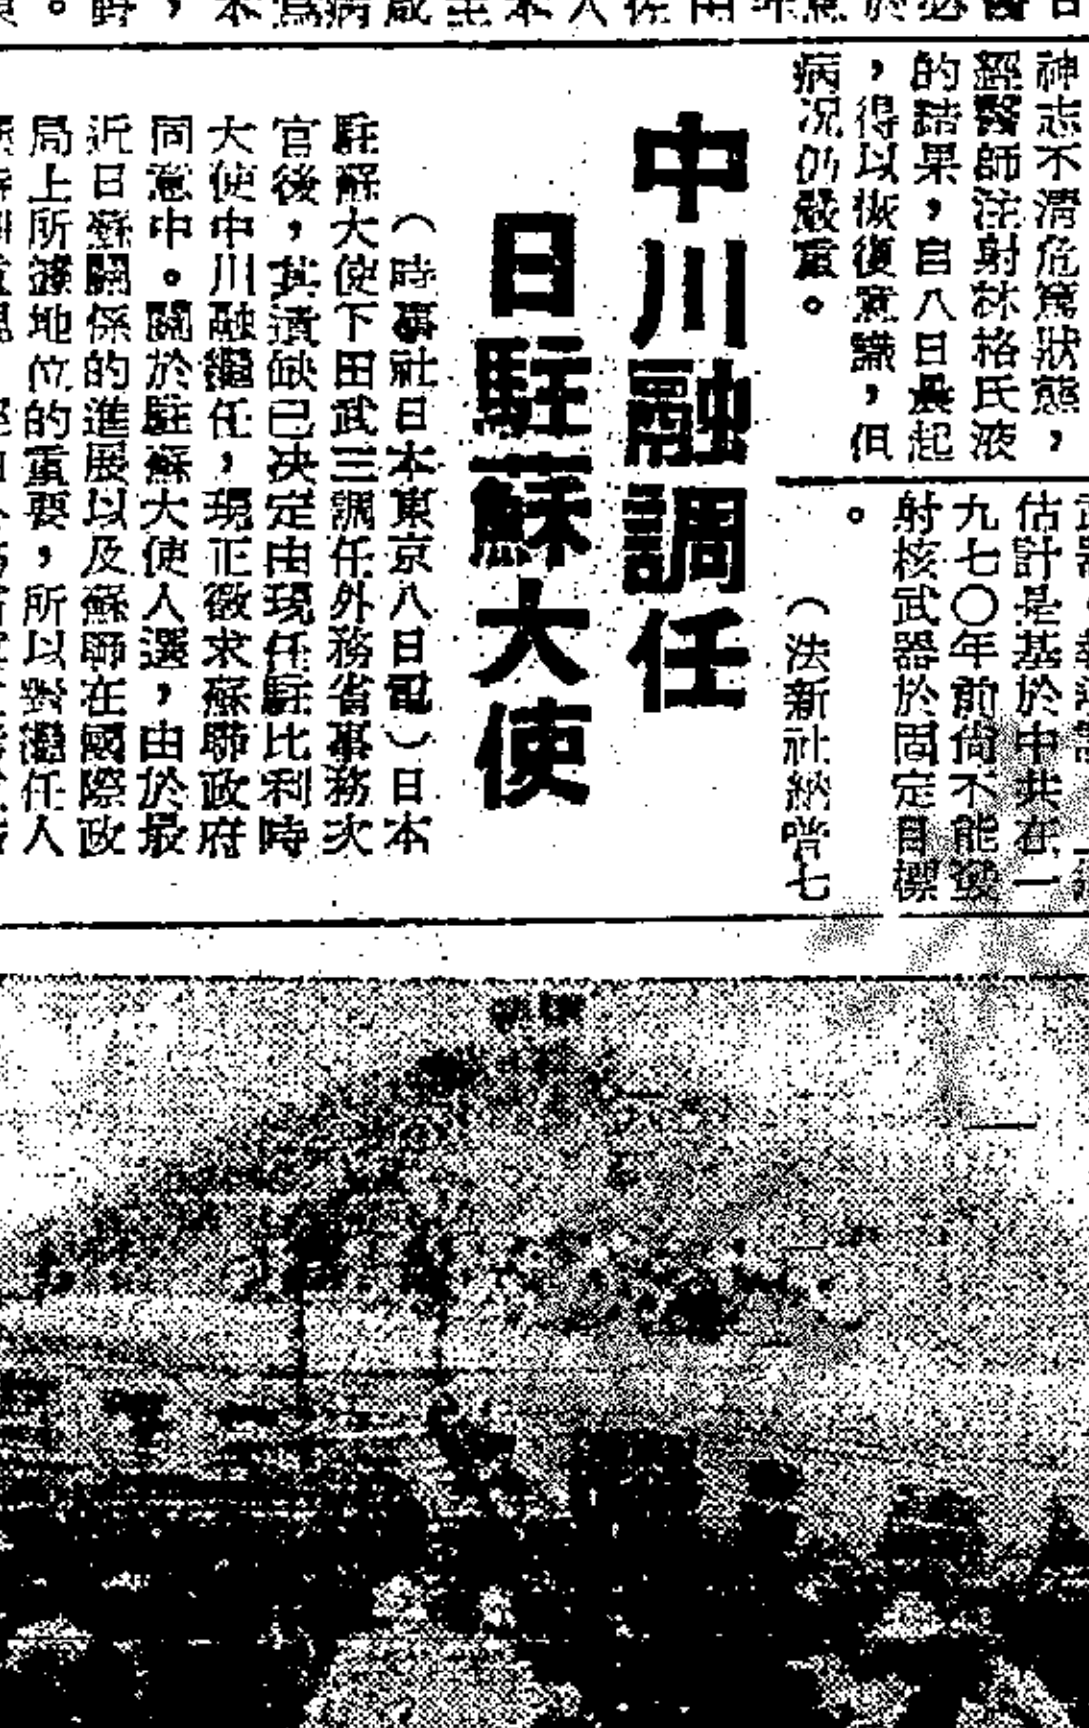 神志不清危篤狀態，
經醫師注射林格氏液
的結果，自八日晨起
，得以恢復意識，但
病況仍嚴重。
估計是基於中共在一
九七〇年前尚不能發
射核武器於固定目標
。
（法新社納喀七
中川融調任
日駐蘇大使
（時事社日本東京八日電）日本
駐蘇大使下田武三調任外務省事務次
官後，其遺缺已決定由現任駐比利時
大使中川融繼任，現正徵求蘇聯政府
同意中。關於駐蘇大使人選，由於最
近日蘇關係的進展以及蘇聯在國際政
局上所據地位的重要，所以對繼任人